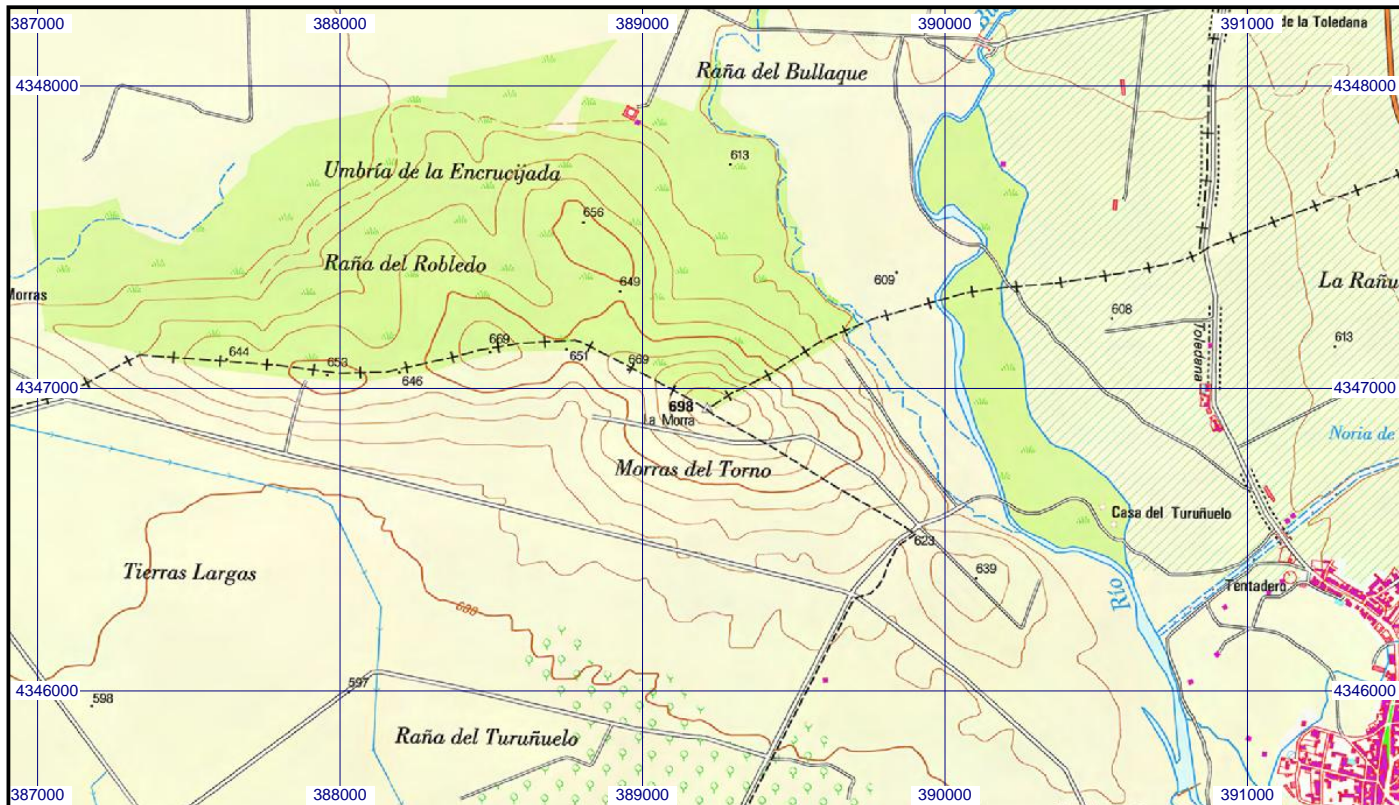 387000
388000
389000
390000
391000
de la Toledana
Raña del Bullaque
4348000
4348000
613
Umbría de la Encrucijada
656
Raña del Robledo
609
649
La Rañu
Morras
608
Toledana
613
669
644
653
651
669
646
4347000
4347000
698
La Morra
Noria de
Morras del Torno
Casa del Turuñuelo
623
Tierras Largas
639
Tentadero
Río
600
4346000
4346000
597
598
Raña del Turuñuelo
387000
388000
389000
390000
391000